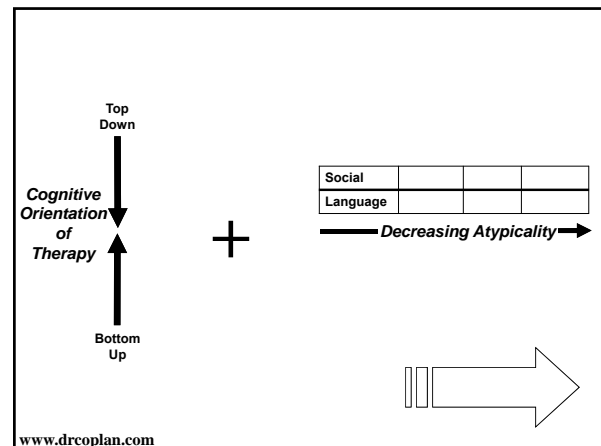 Top
Down
Cognitive
Orientation
of
Therapy
Bottom
Up
+
Social
Language
Decreasing Atypicality
www.drcoplan.com